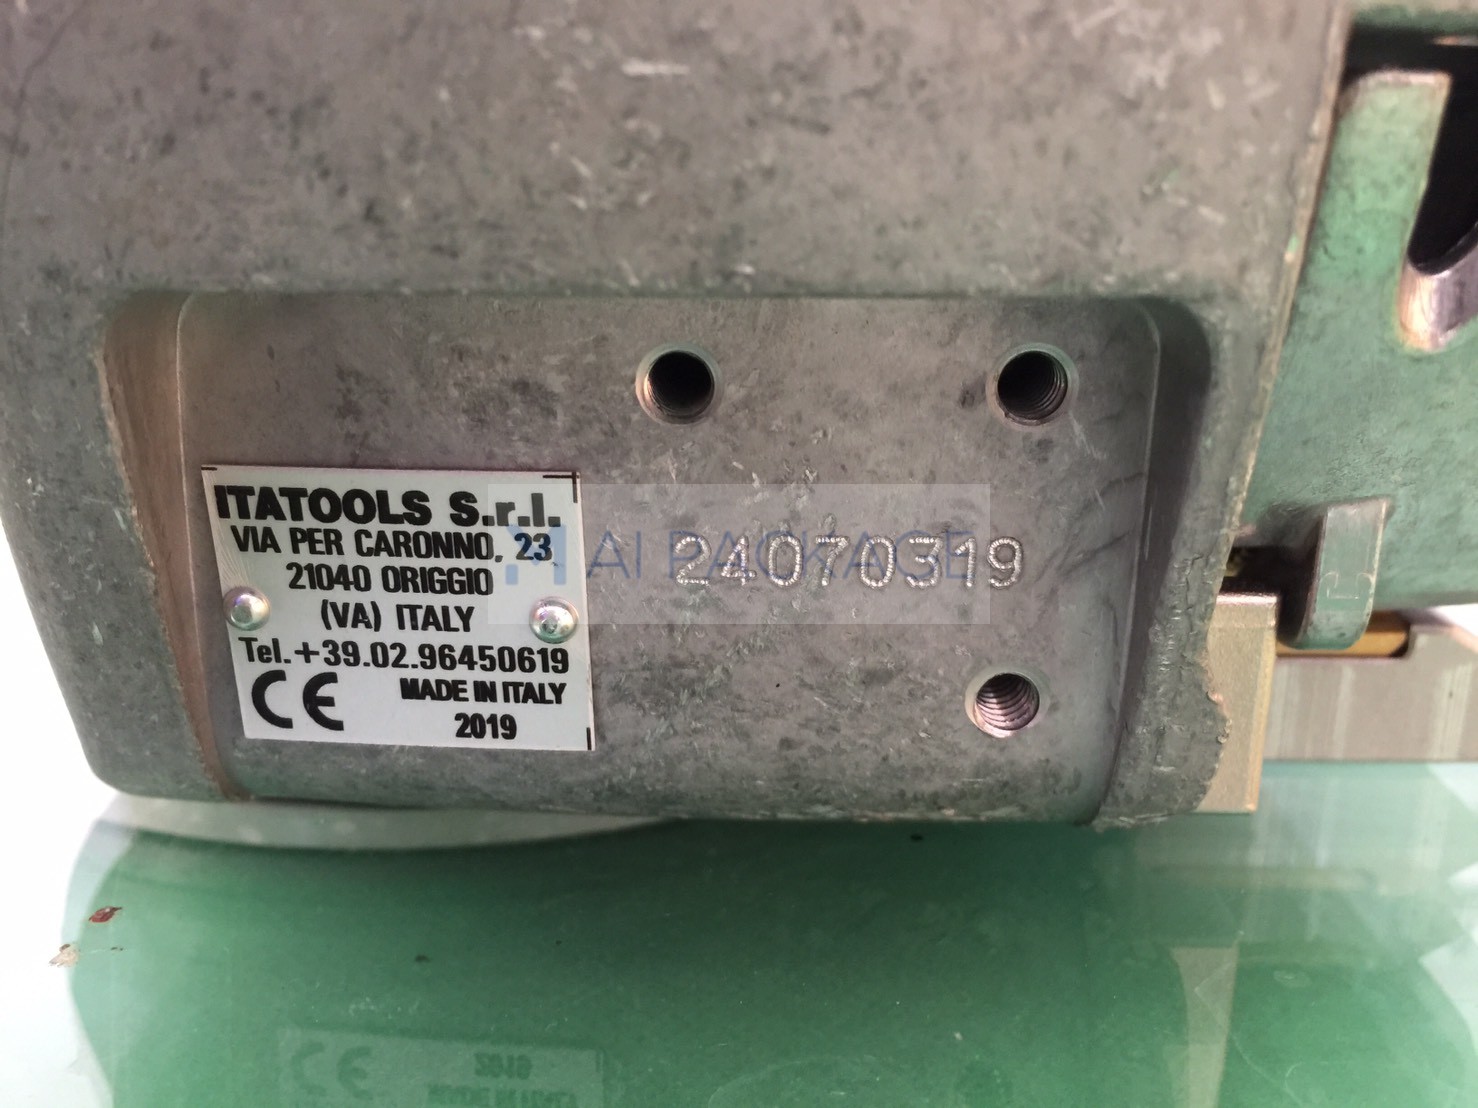 ITATOOLS S.r.l.
VIA PER CARONNO, 23
21040 ORIGGIO
(VA) ITALY
Tel.+39.02.96450619
CE
MADE IN ITALY
2019
24070319
AI PACKAGE